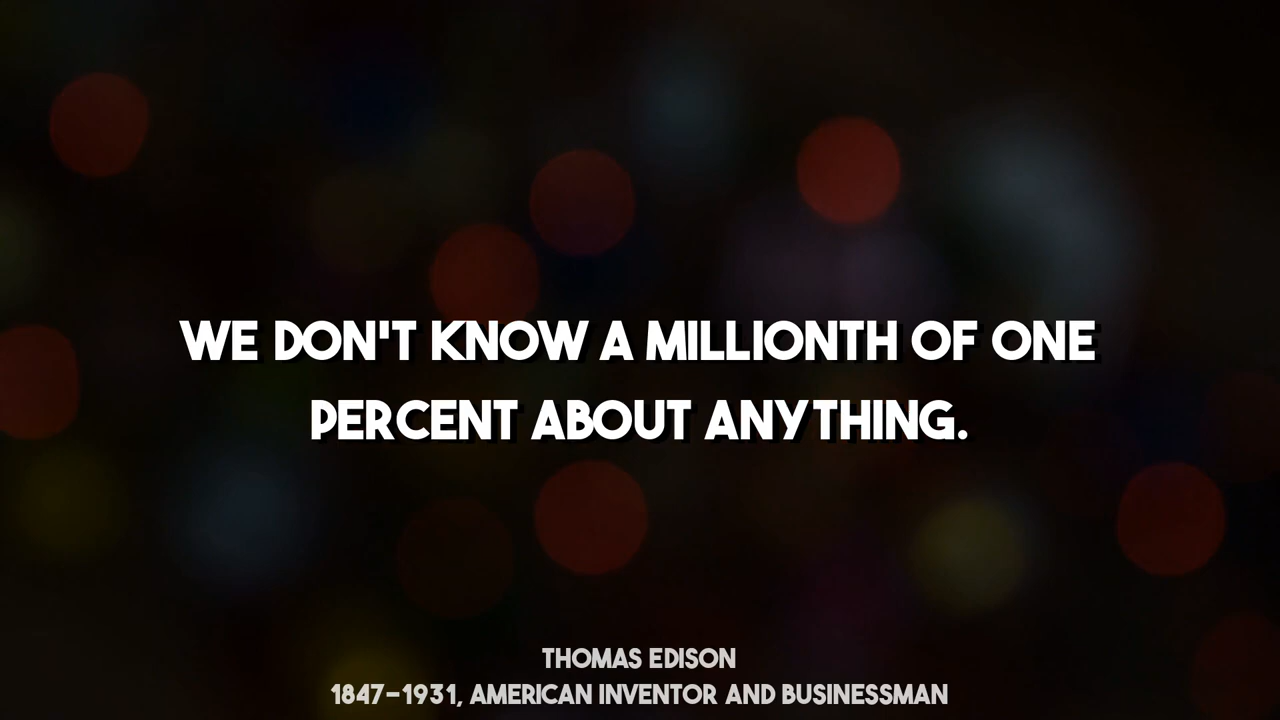 WE DON'T KNOW A MILLIONTH OF ONE
PERCENT ABOUT ANYTHING.
THOMAS EDISON
1847-1931, AMERICAN INVENTOR AND BUSINESSMAN